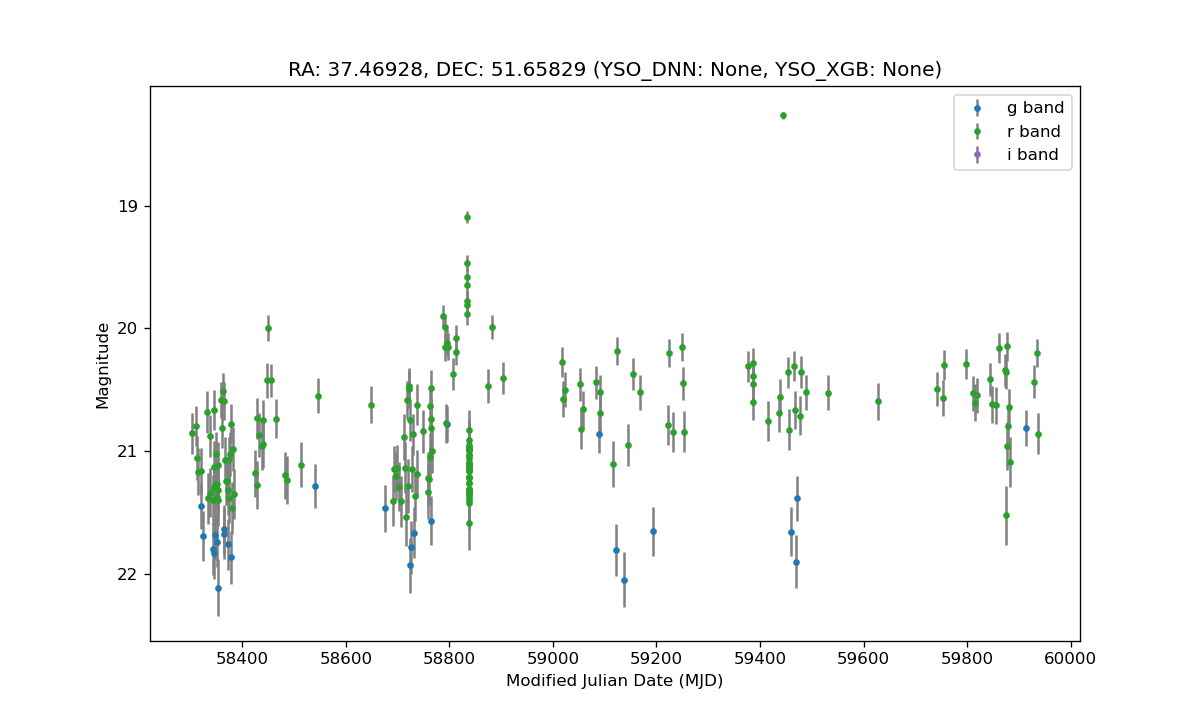 RA: 37.46928, DEC: 51.65829 (YSO_DNN: None, YSO_XGB: None)
g band
r band
i band
19
20
21
22
Magnitude
58400 58600 58800 59000 59200 59400 59600 59800 60000
Modified Julian Date (MJD)